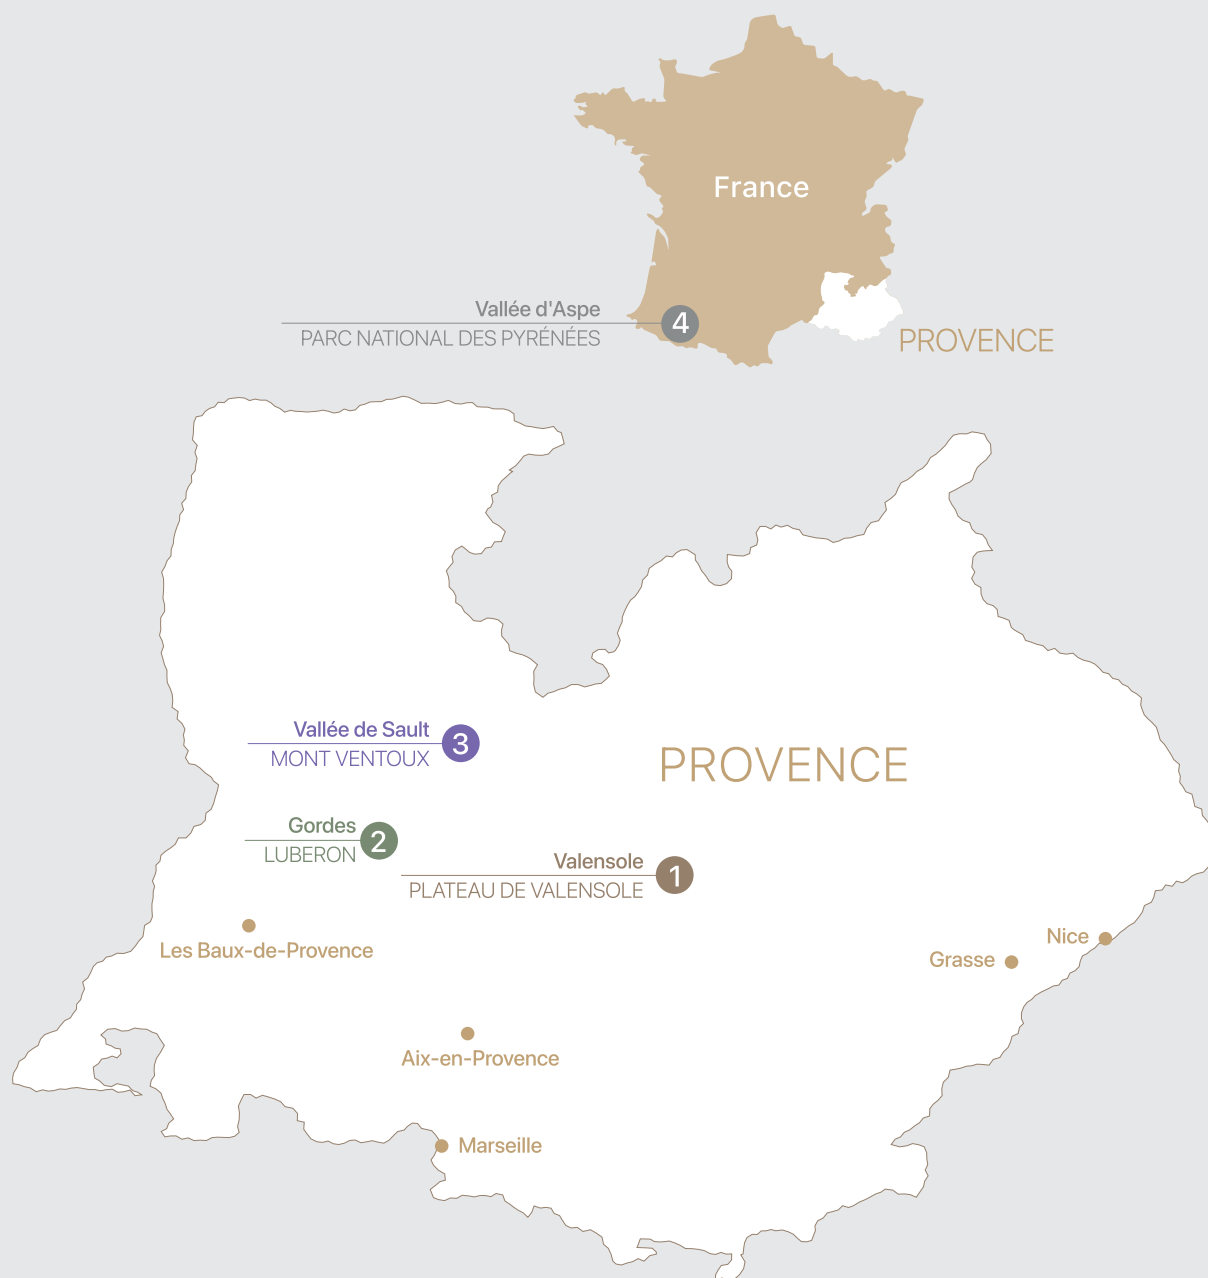 France
Vallée d'Aspe
4
PARC NATIONAL DES PYRÉNÉES
PROVENCE
Vallée de Sault
3
MONT VENTOUX
PROVENCE
Gordes
2
LUBERON
Valensole
1
PLATEAU DE VALENSOLE
Les Baux-de-Provence
Nice
Grasse
Aix-en-Provence
Marseille